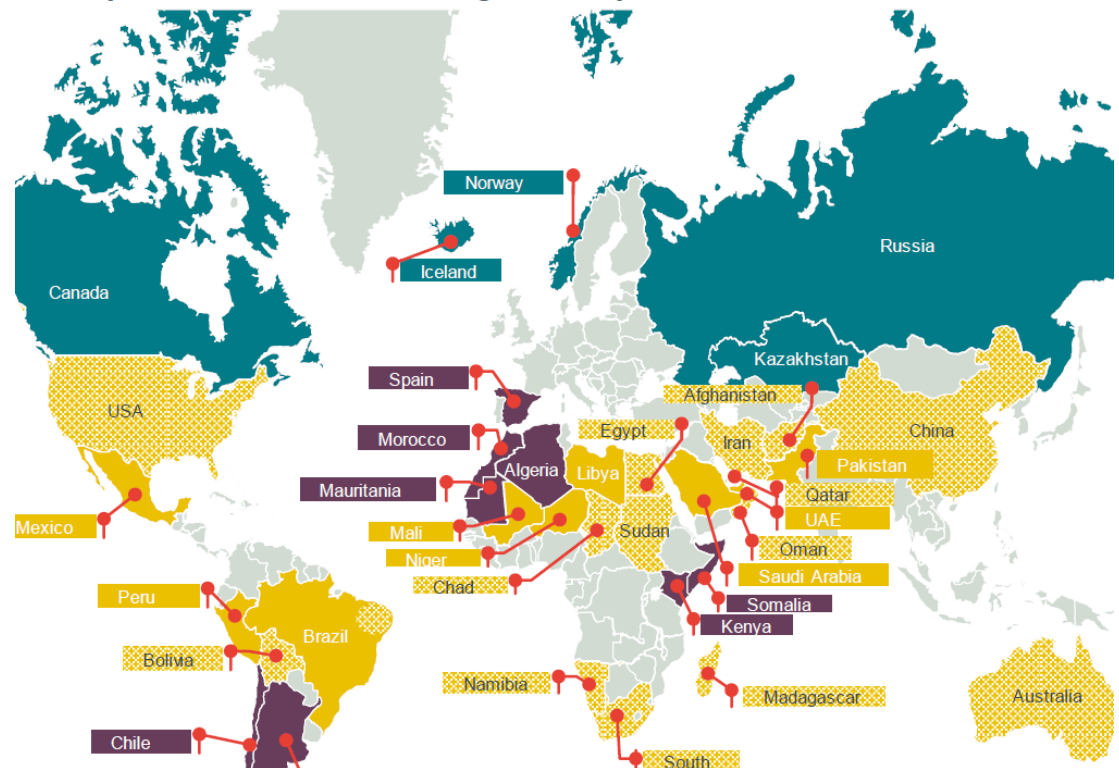 Norway
Russia
Iceland
Canada
Kazakhstan
Spain
Afghanistan
USA
Egypt
Iran
China
Morocco
Algeria
Libya
Pakistan
Mauritania
Qatar
Mexico
Mali
Sudan
UAE
Niger
Oman
Chad
Saudi Arabia
Peru
Somalia
Brazil
Kenya
Bolivia
Namibia
Madagascar
Australia
Chile
South